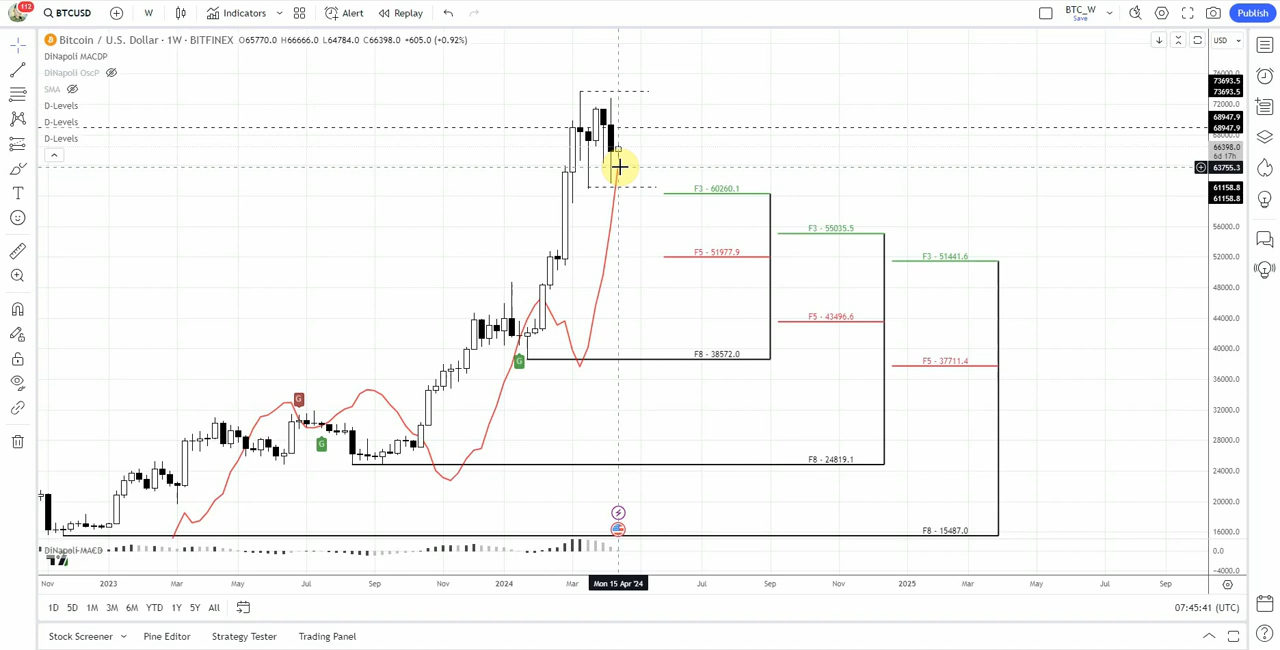 112
BTCUSD
W
Indicators
Alert
Replay
BTC_W
Save
Publish
Bitcoin / U.S. Dollar · 1W · BITFINEX O65770.0 H66666.0 L64784.0 C66398.0 +605.0 (+0.92%)
USD
DiNapoli MACDP
DiNapoli OscP
SMA
D-Levels
D-Levels
D-Levels
76000.0
73693.5
73693.5
72000.0
68947.9
68947.9
68000.0
66398.0
6d 17h
63755.3
61158.8
61158.8
56000.0
52000.0
48000.0
44000.0
40000.0
36000.0
32000.0
28000.0
24000.0
20000.0
16000.0
0.0
-4000.0
F3 - 60260.1
F5 - 51977.9
F8 - 38572.0
F3 - 55035.5
F5 - 43496.6
F8 - 24819.1
F3 - 51441.6
F5 - 37711.4
F8 - 15487.0
G
G
G
DiNapoli MACD
Nov 2023 Mar May Jul Sep Nov 2024 Mar Mon 15 Apr '24 Jul Sep Nov 2025 Mar May Jul Sep
1D 5D 1M 3M 6M YTD 1Y 5Y All
07:45:41 (UTC)
Stock Screener Pine Editor Strategy Tester Trading Panel